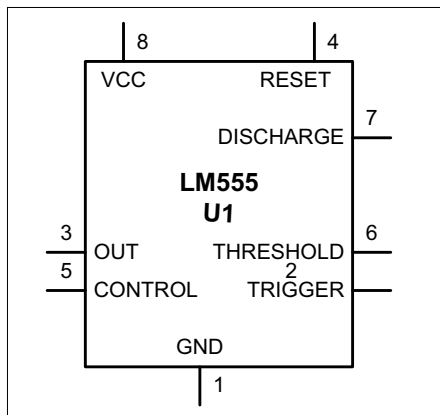 8 4
VCC RESET
7
DISCHARGE
LM555
U1
3 6
OUT THRESHOLD
5 2
CONTROL TRIGGER
GND
1